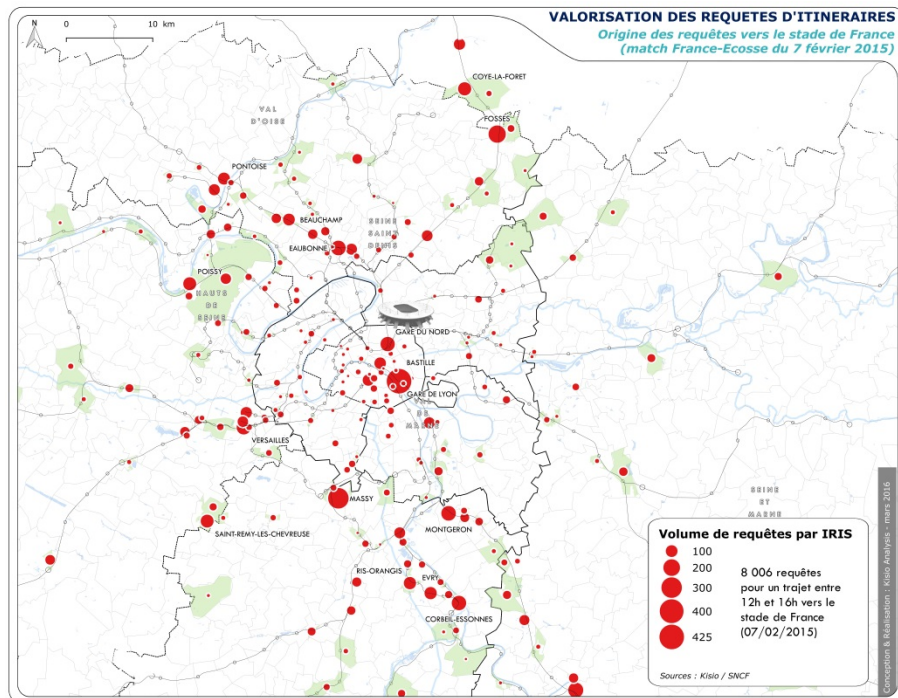 VALORISATION DES REQUETES D'ITINERAIRES
Origine des requêtes vers le stade de France
(match France-Ecosse du 7 février 2015)
N
0
10 km
COYE-LA-FORET
VAL
D'OISE
FOSSES
PONTOISE
BEAUCHAMP
SEINE
SAINT
DENIS
EAUBONNE
POISSY
HAUTS
DE
SEINE
GARE DU NORD
BASTILLE
GARE DE LYON
VAL
DE
MARNE
VERSAILLES
MASSY
SEINE
ET
MARNE
SAINT-REMY-LES-CHEVREUSE
MONTGERON
RIS-ORANGIS
EVRY
CORBEIL-ESSONNES
Volume de requêtes par IRIS
100
200
300
400
425
8 006 requêtes
pour un trajet entre
12h et 16h vers le
stade de France
(07/02/2015)
Sources : Kisio / SNCF
Conception & Réalisation : Kisio Analysis - mars 2016